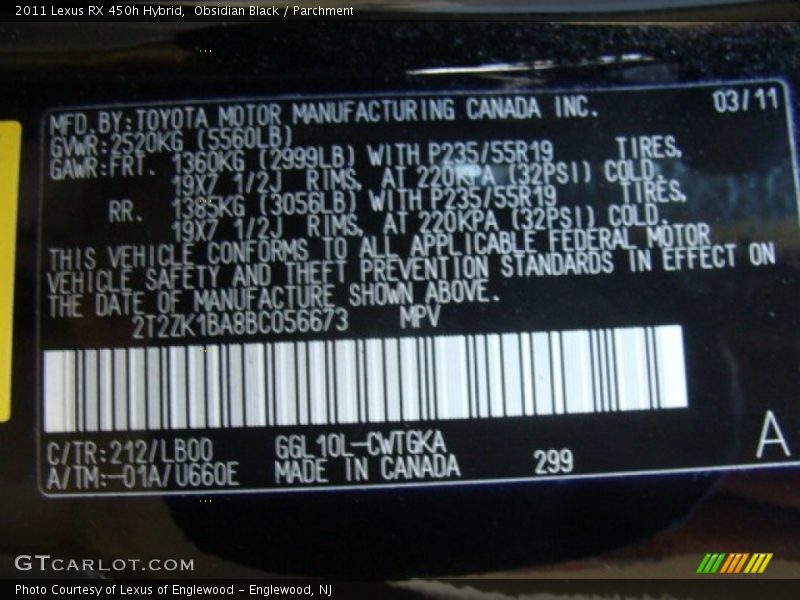 2011 Lexus RX 450h Hybrid,  Obsidian Black / Parchment
MFD.BY:TOYOTA MOTOR MANUFACTURING CANADA INC. 03/11
GVWR:2520KG (5560LB)
GAWR:FRT. 1360KG (2999LB) WITH P235/55R19 TIRES,
19X7 1/2J RIMS, AT 220KPA (32PSI) COLD.
RR. 1385KG (3056LB) WITH P235/55R19 TIRES,
19X7 1/2J RIMS, AT 220KPA (32PSI) COLD.
THIS VEHICLE CONFORMS TO ALL APPLICABLE FEDERAL MOTOR
VEHICLE SAFETY AND THEFT PREVENTION STANDARDS IN EFFECT ON
THE DATE OF MANUFACTURE SHOWN ABOVE.
2T2ZK1BA8BC056673 MPV
C/TR:212/LB00 GGL10L-CWTGKA
A/TM:-01A/U660E MADE IN CANADA 299 A
GTCARLOT.COM
Photo Courtesy of Lexus of Englewood - Englewood, NJ